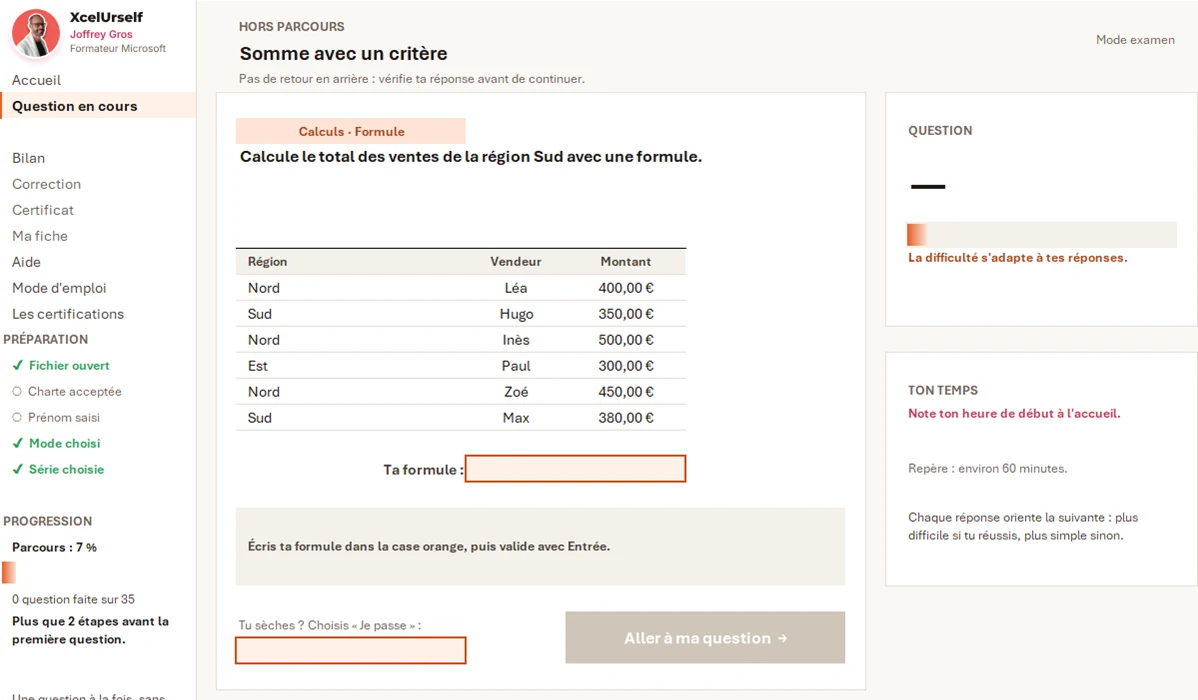 XcelUrself
Joffrey Gros
Formateur Microsoft
Accueil
Question en cours
Bilan
Correction
Certificat
Ma fiche
Aide
Mode d'emploi
Les certifications
PRÉPARATION
✓ Fichier ouvert
○ Charte acceptée
○ Prénom saisi
✓ Mode choisi
✓ Série choisie
PROGRESSION
Parcours : 7 %
0 question faite sur 35
Plus que 2 étapes avant la
première question.
Une question à la fois, sans
HORS PARCOURS
Somme avec un critère
Pas de retour en arrière : vérifie ta réponse avant de continuer.
Mode examen
Calculs · Formule
Calcule le total des ventes de la région Sud avec une formule.
Région Vendeur Montant
Nord Léa 400,00 €
Sud Hugo 350,00 €
Nord Inès 500,00 €
Est Paul 300,00 €
Nord Zoé 450,00 €
Sud Max 380,00 €
Ta formule :
Écris ta formule dans la case orange, puis valide avec Entrée.
Tu sèches ? Choisis « Je passe » :
Aller à ma question →
QUESTION
—
La difficulté s'adapte à tes réponses.
TON TEMPS
Note ton heure de début à l'accueil.
Repère : environ 60 minutes.
Chaque réponse oriente la suivante : plus
difficile si tu réussis, plus simple sinon.